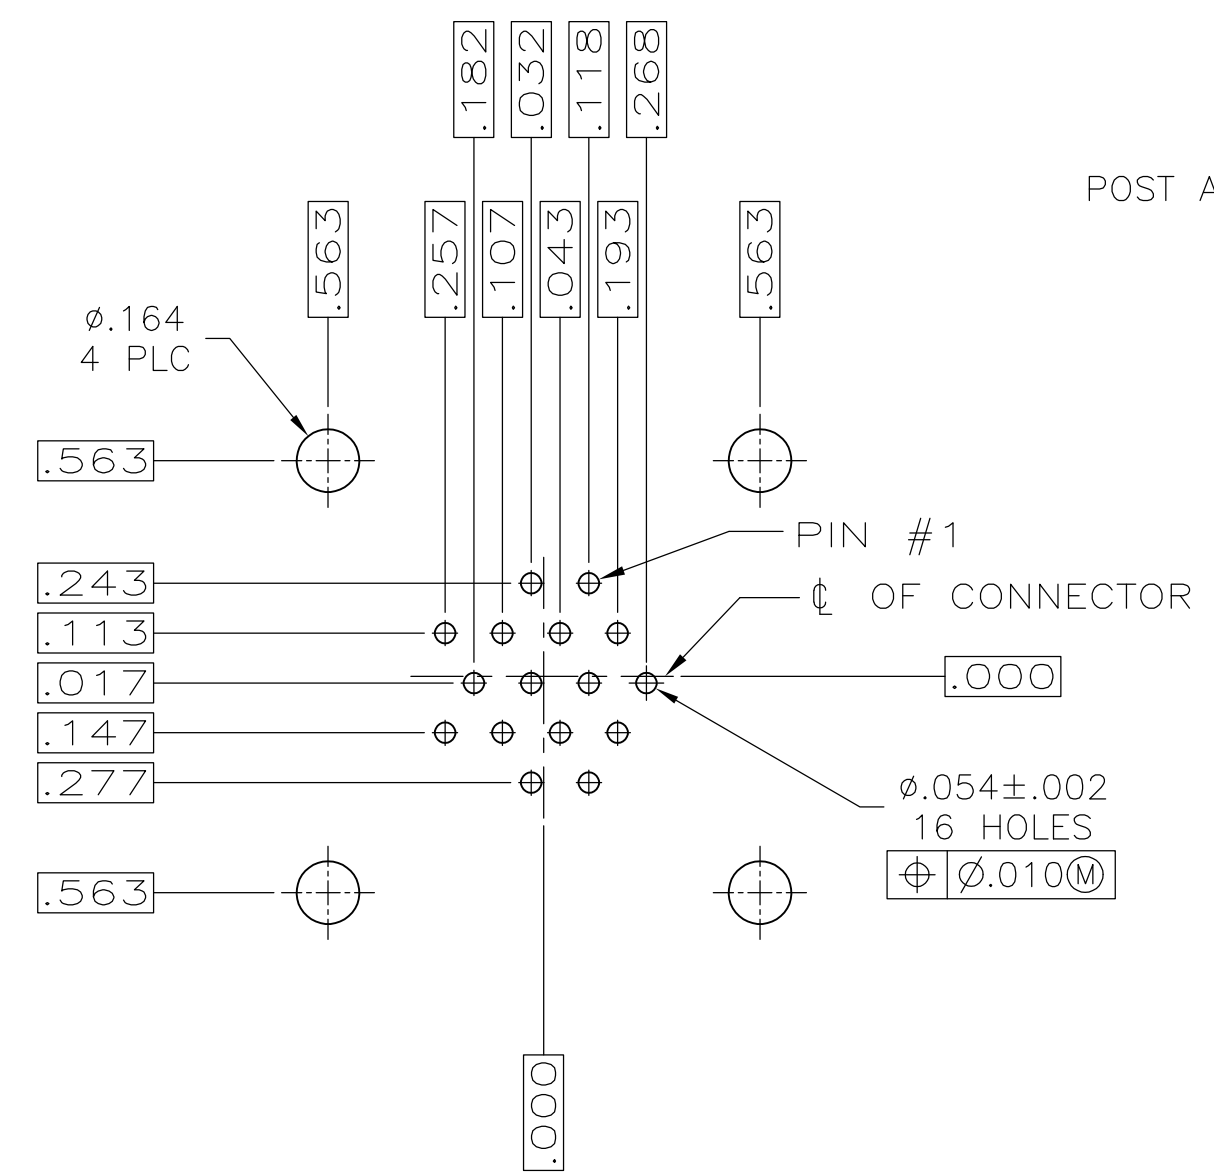 .182
.032
.118
.268
POST A
.563
.257
.107
.043
.193
.563
ø.164
4 PLC
.563
PIN #1
.243
℄ OF CONNECTOR
.113
.017
.000
.147
.277
ø.054±.002
16 HOLES
⌖ Ø.010Ⓜ
.563
.000